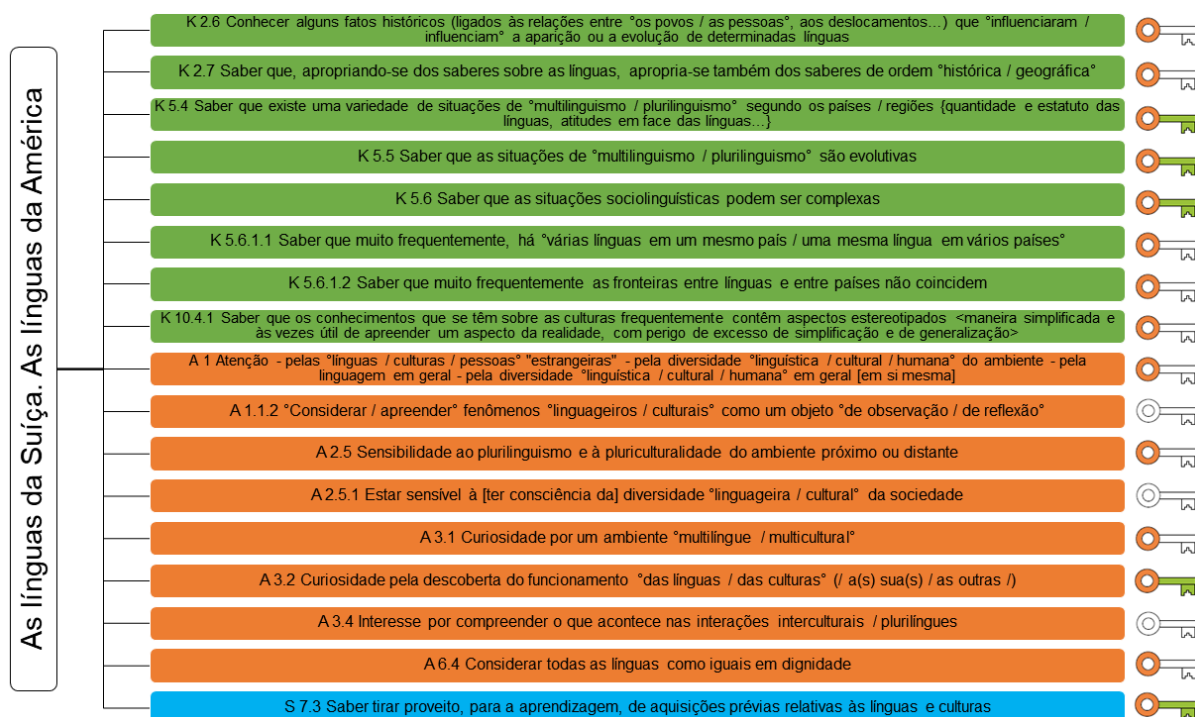 As línguas da Suíça. As línguas da América
K 2.6 Conhecer alguns fatos históricos (ligados às relações entre °os povos / as pessoas°, aos deslocamentos…) que °influenciaram /
influenciam° a aparição ou a evolução de determinadas línguas
K 2.7 Saber que, apropriando-se dos saberes sobre as línguas, apropria-se também dos saberes de ordem °histórica / geográfica°
K 5.4 Saber que existe uma variedade de situações de °multilinguismo / plurilinguismo° segundo os países / regiões {quantidade e estatuto das
línguas, atitudes em face das línguas…}
K 5.5 Saber que as situações de °multilinguismo / plurilinguismo° são evolutivas
K 5.6 Saber que as situações sociolinguísticas podem ser complexas
K 5.6.1.1 Saber que muito frequentemente, há °várias línguas em um mesmo país / uma mesma língua em vários países°
K 5.6.1.2 Saber que muito frequentemente as fronteiras entre línguas e entre países não coincidem
K 10.4.1 Saber que os conhecimentos que se têm sobre as culturas frequentemente contêm aspectos estereotipados <maneira simplificada e
às vezes útil de apreender um aspecto da realidade, com perigo de excesso de simplificação e de generalização>
A 1 Atenção - pelas °línguas / culturas / pessoas° "estrangeiras" - pela diversidade °linguística / cultural / humana° do ambiente - pela
linguagem em geral - pela diversidade °linguística / cultural / humana° em geral [em si mesma]
A 1.1.2 °Considerar / apreender° fenômenos °linguageiros / culturais° como um objeto °de observação / de reflexão°
A 2.5 Sensibilidade ao plurilinguismo e à pluriculturalidade do ambiente próximo ou distante
A 2.5.1 Estar sensível à [ter consciência da] diversidade °linguageira / cultural° da sociedade
A 3.1 Curiosidade por um ambiente °multilíngue / multicultural°
A 3.2 Curiosidade pela descoberta do funcionamento °das línguas / das culturas° (/ a(s) sua(s) / as outras /)
A 3.4 Interesse por compreender o que acontece nas interações interculturais / plurilíngues
A 6.4 Considerar todas as línguas como iguais em dignidade
S 7.3 Saber tirar proveito, para a aprendizagem, de aquisições prévias relativas às línguas e culturas